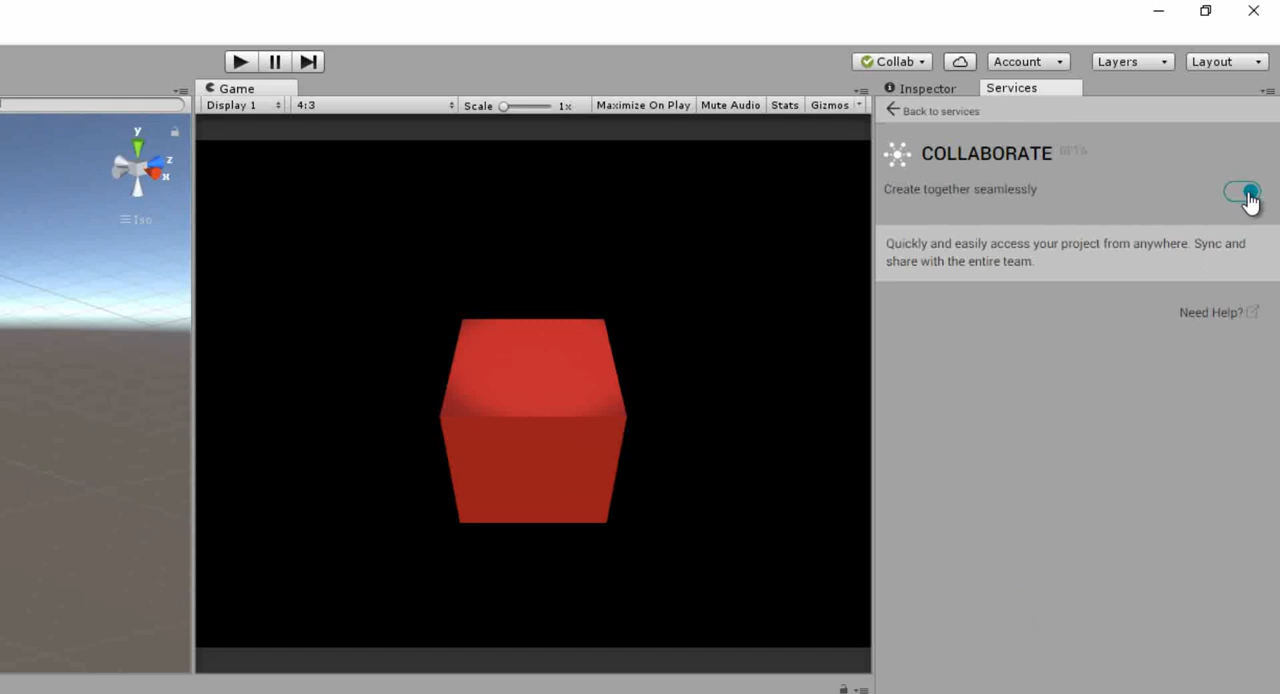 Collab
Account
Layers
Layout
Game
Inspector
Services
Display 1
4:3
Scale
1x
Maximize On Play
Mute Audio
Stats
Gizmos
Back to services
y
z
x
Iso
COLLABORATE BETA
Create together seamlessly
Quickly and easily access your project from anywhere. Sync and
share with the entire team.
Need Help?